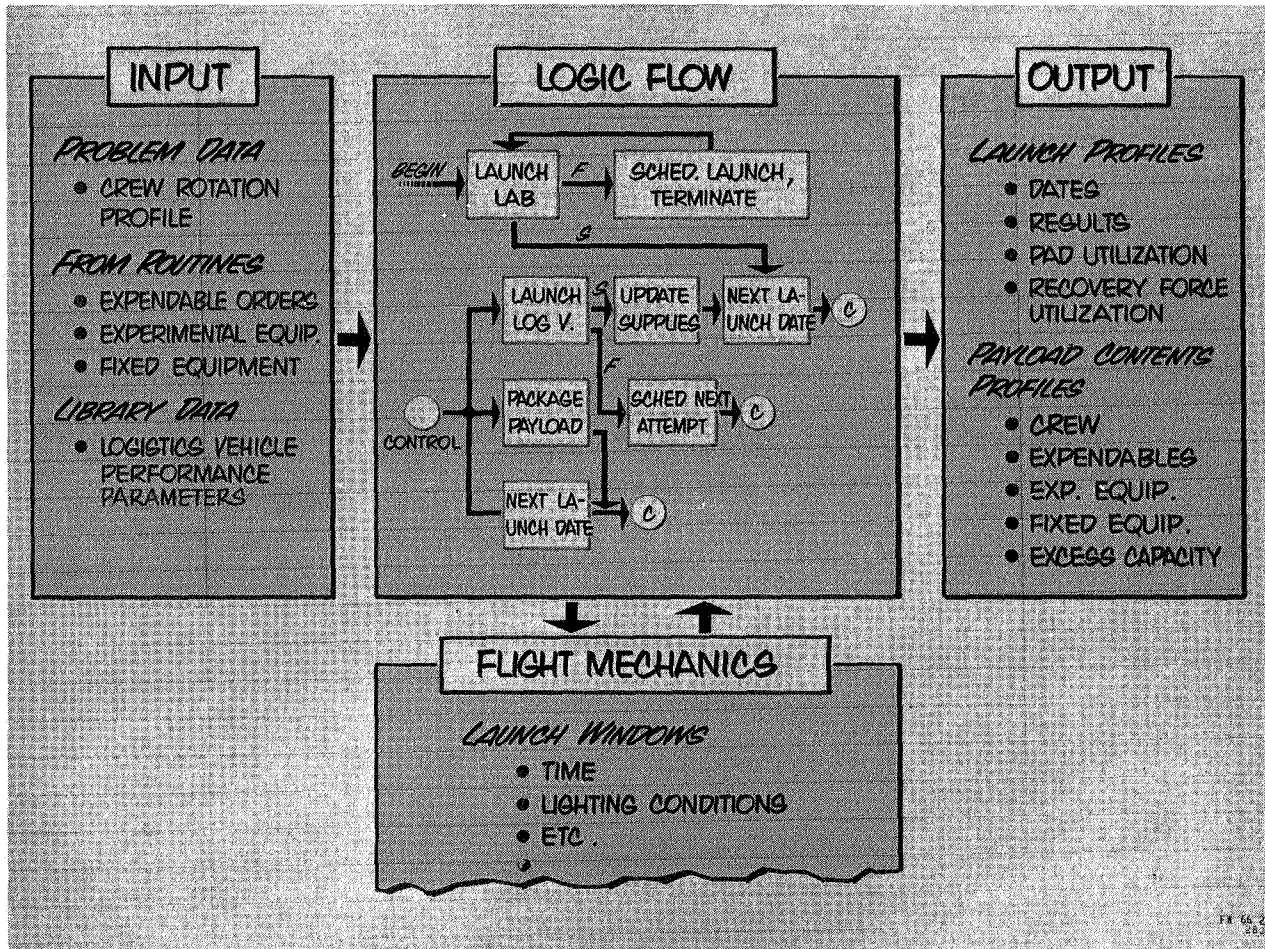 INPUT
PROBLEM DATA
• CREW ROTATION
PROFILE
FROM ROUTINES
• EXPENDABLE ORDERS
• EXPERIMENTAL EQUIP.
• FIXED EQUIPMENT
LIBRARY DATA
• LOGISTICS VEHICLE
PERFORMANCE
PARAMETERS
LOGIC FLOW
BEGIN
LAUNCH
LAB
F
SCHED. LAUNCH,
TERMINATE
S
LAUNCH
LOG V.
S
UPDATE
SUPPLIES
NEXT LA-
UNCH DATE
C
F
CONTROL
PACKAGE
PAYLOAD
SCHED NEXT
ATTEMPT
C
NEXT LA-
UNCH DATE
C
OUTPUT
LAUNCH PROFILES
• DATES
• RESULTS
• PAD UTILIZATION
• RECOVERY FORCE
UTILIZATION
PAYLOAD CONTENTS
PROFILES
• CREW
• EXPENDABLES
• EXP. EQUIP.
• FIXED EQUIP.
• EXCESS CAPACITY
FLIGHT MECHANICS
LAUNCH WINDOWS
• TIME
• LIGHTING CONDITIONS
• ETC.
•